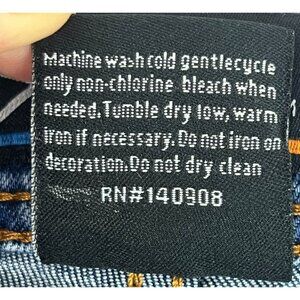 Machine wash cold gentlecycle
only non-chlorine bleach when
needed.Tumble dry low, warm
iron if necessary.Do not iron on
decoration.Do not dry clean
RN#140908